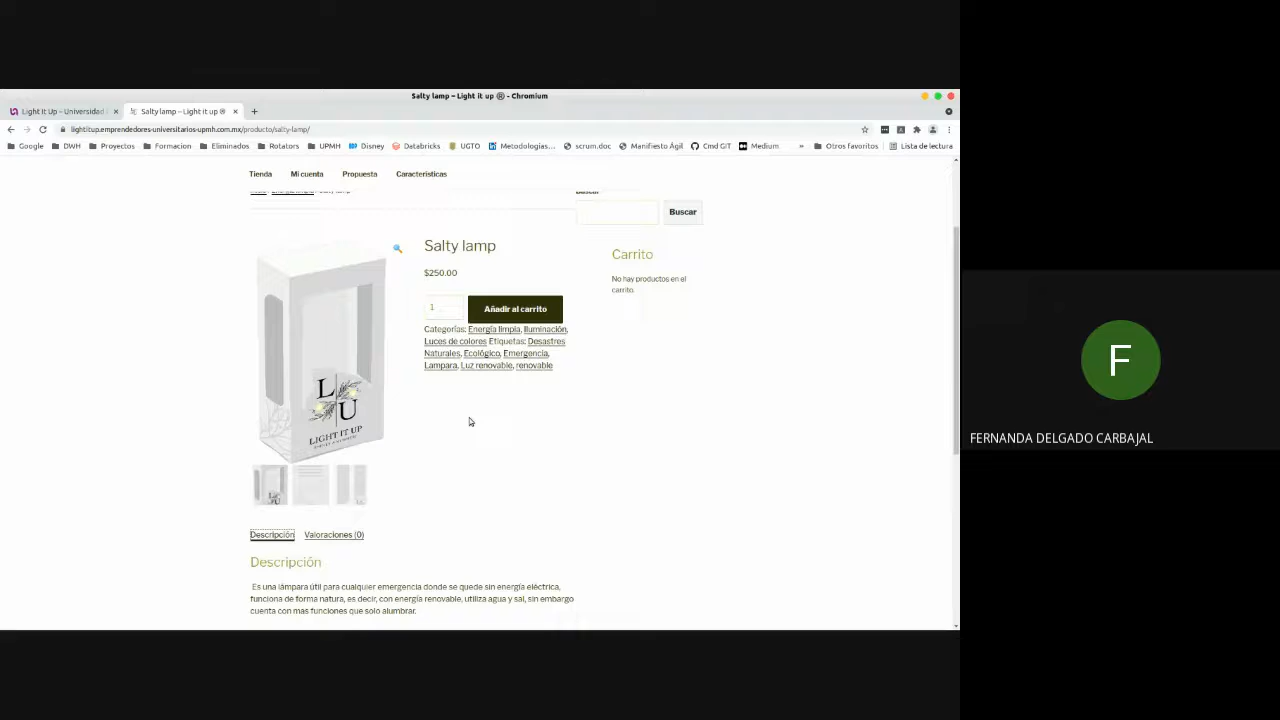 Salty lamp – Light it up ® - Chromium
Light It Up – Universidad
Salty lamp – Light it up ®
lightitup.emprendedores-universitarios-upmh.com.mx/producto/salty-lamp/
Google DWH Proyectos Formacion Eliminados Rotators UPMH Disney Databricks UGTO Metodologías... scrum.doc Manifiesto Ágil Cmd GIT Medium » Otros favoritos Lista de lectura
Tienda Mi cuenta Propuesta Características
Buscar
Carrito
No hay productos en el
carrito.
Salty lamp
$250.00
1 Añadir al carrito
Categorías: Energía limpia, Iluminación,
Luces de colores Etiquetas: Desastres
Naturales, Ecológico, Emergencia,
Lampara, Luz renovable, renovable
L
U
LIGHT IT UP
Descripción Valoraciones (0)
Descripción
Es una lámpara útil para cualquier emergencia donde se quede sin energía eléctrica,
funciona de forma natura, es decir, con energía renovable, utiliza agua y sal, sin embargo
cuenta con mas funciones que solo alumbrar.
F
FERNANDA DELGADO CARBAJAL